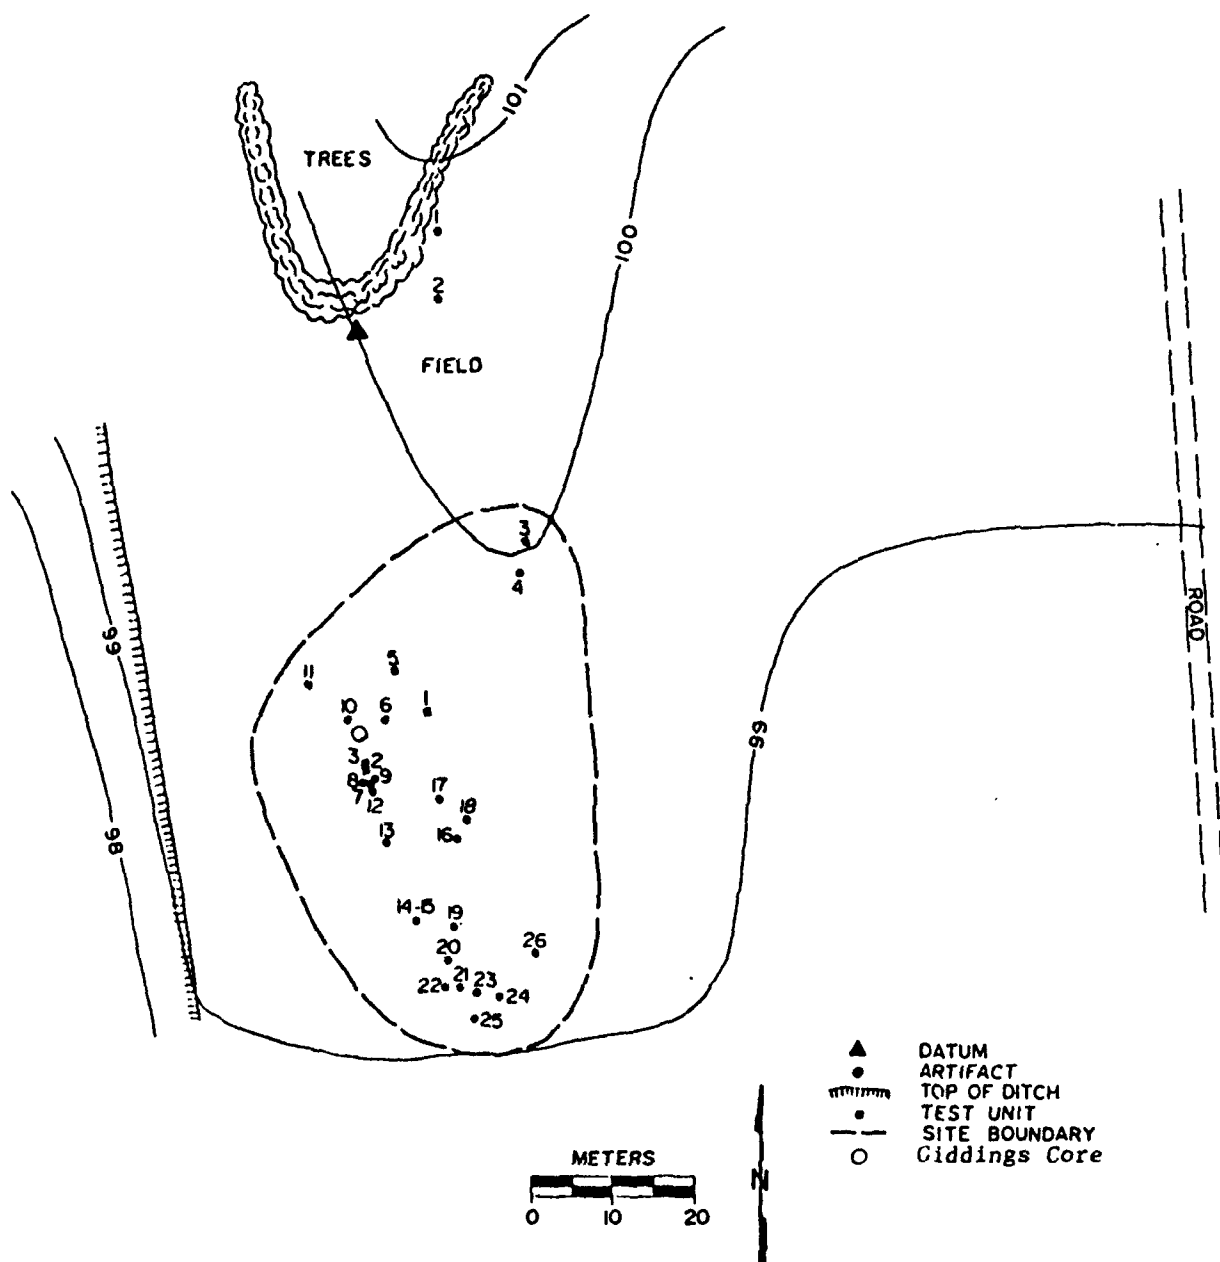 101
TREES
1
2
100
FIELD
3
4
ROAD
99
5
11
1
10
6
3
2
8
9
7
12
17
18
13
16
99
98
14-15
19
26
20
21
23
22
24
25
DATUM
ARTIFACT
TOP OF DITCH
TEST UNIT
SITE BOUNDARY
Giddings Core
METERS
0 10 20
N